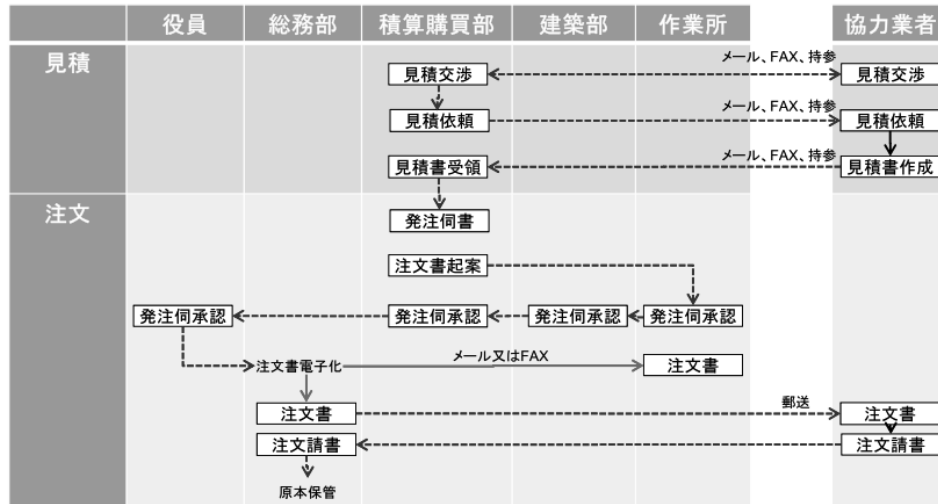 役員 総務部 積算購買部 建築部 作業所 協力業者
見積
メール、FAX、持参
見積交渉 見積交渉
メール、FAX、持参
見積依頼 見積依頼
メール、FAX、持参
見積書受領 見積書作成
注文
発注伺書
注文書起案
発注伺承認 発注伺承認 発注伺承認 発注伺承認
メール又はFAX
注文書電子化 注文書
郵送
注文書 注文書
注文請書 注文請書
原本保管